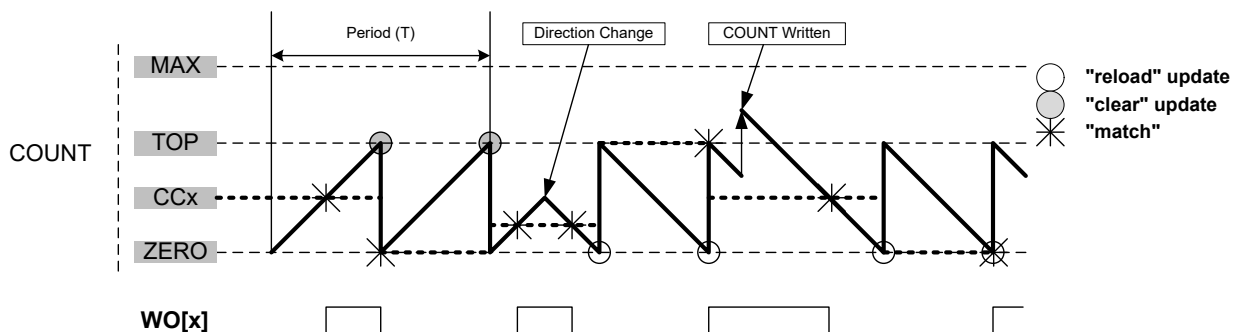 Period (T)
Direction Change
COUNT Written
COUNT
MAX
TOP
CCx
ZERO
"reload" update
"clear" update
"match"
WO[x]